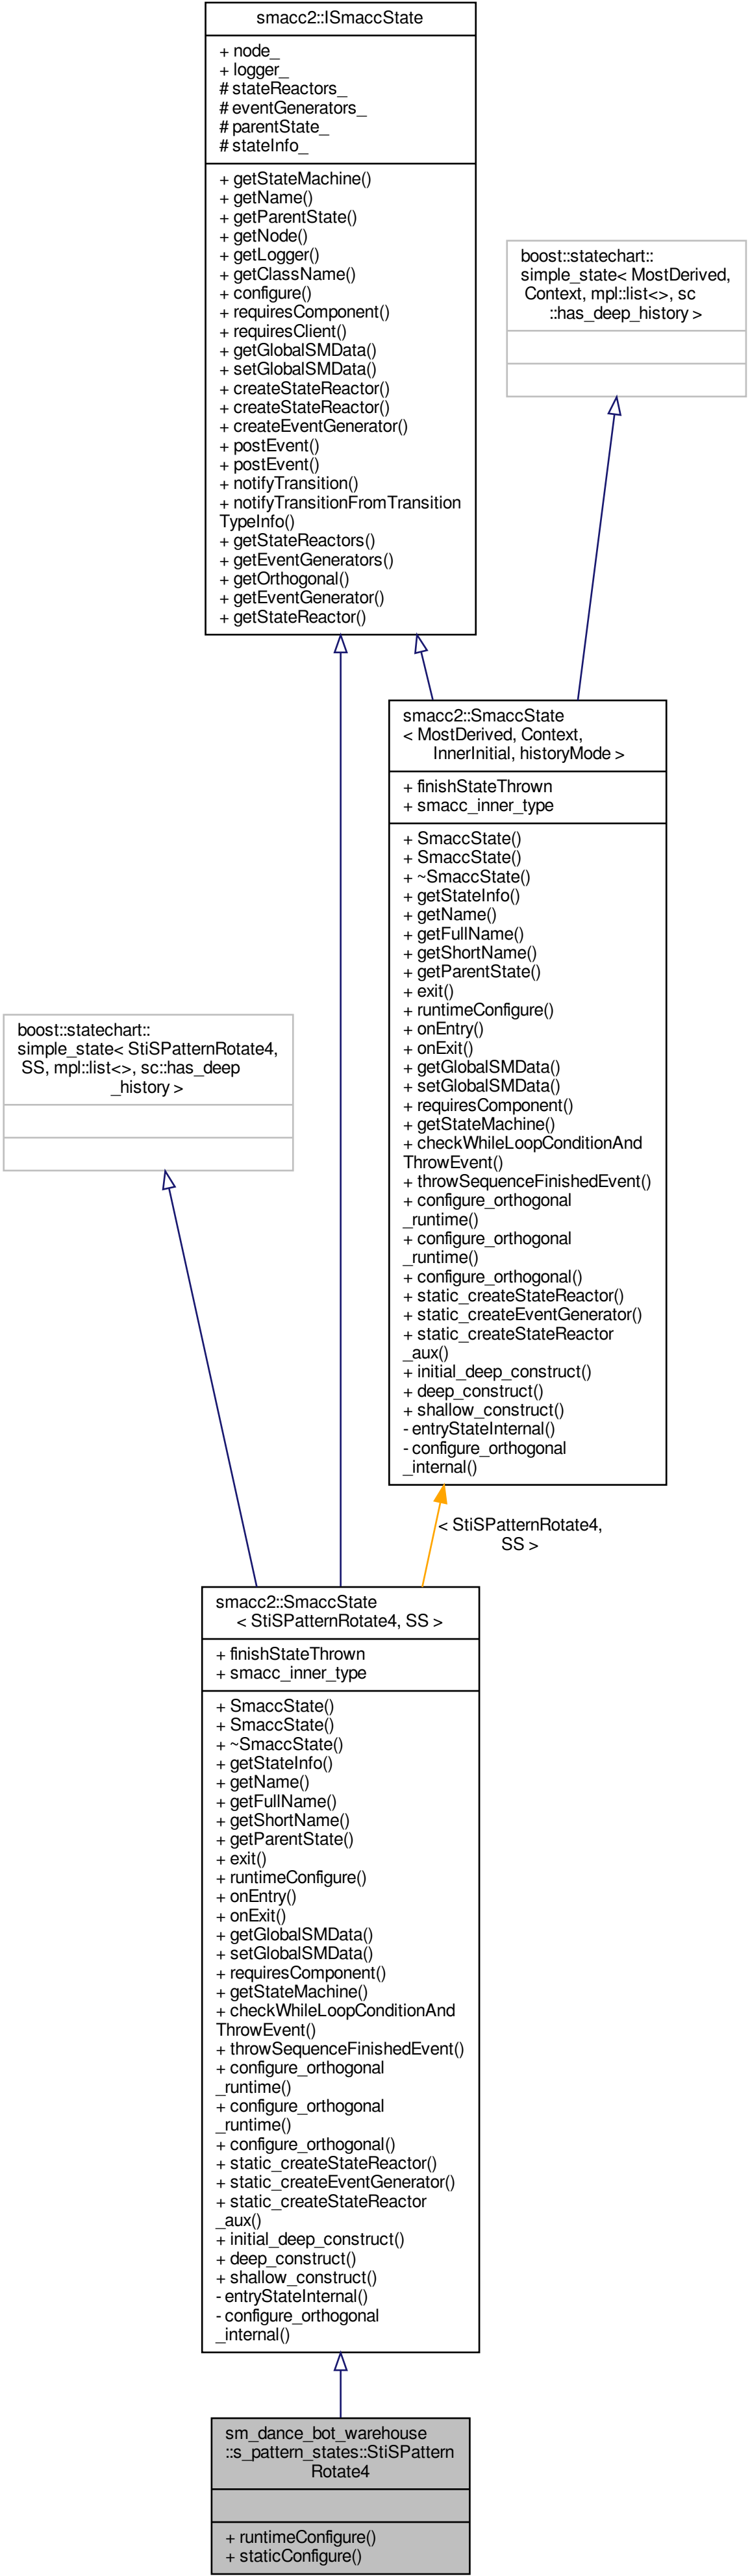 smacc2::ISmaccState
+ node_
+ logger_
# stateReactors_
# eventGenerators_
# parentState_
# stateInfo_
+ getStateMachine()
+ getName()
+ getParentState()
+ getNode()
+ getLogger()
+ getClassName()
+ configure()
+ requiresComponent()
+ requiresClient()
+ getGlobalSMData()
+ setGlobalSMData()
+ createStateReactor()
+ createStateReactor()
+ createEventGenerator()
+ postEvent()
+ postEvent()
+ notifyTransition()
+ notifyTransitionFromTransition
TypeInfo()
+ getStateReactors()
+ getEventGenerators()
+ getOrthogonal()
+ getEventGenerator()
+ getStateReactor()
boost::statechart::
simple_state< MostDerived,
Context, mpl::list<>, sc
::has_deep_history >
smacc2::SmaccState
< MostDerived, Context,
InnerInitial, historyMode >
+ finishStateThrown
+ smacc_inner_type
+ SmaccState()
+ SmaccState()
+ ~SmaccState()
+ getStateInfo()
+ getName()
+ getFullName()
+ getShortName()
+ getParentState()
+ exit()
+ runtimeConfigure()
+ onEntry()
+ onExit()
+ getGlobalSMData()
+ setGlobalSMData()
+ requiresComponent()
+ getStateMachine()
+ checkWhileLoopConditionAnd
ThrowEvent()
+ throwSequenceFinishedEvent()
+ configure_orthogonal
_runtime()
+ configure_orthogonal
_runtime()
+ configure_orthogonal()
+ static_createStateReactor()
+ static_createEventGenerator()
+ static_createStateReactor
_aux()
+ initial_deep_construct()
+ deep_construct()
+ shallow_construct()
- entryStateInternal()
- configure_orthogonal
_internal()
boost::statechart::
simple_state< StiSPatternRotate4,
SS, mpl::list<>, sc::has_deep
_history >
< StiSPatternRotate4,
SS >
smacc2::SmaccState
< StiSPatternRotate4, SS >
+ finishStateThrown
+ smacc_inner_type
+ SmaccState()
+ SmaccState()
+ ~SmaccState()
+ getStateInfo()
+ getName()
+ getFullName()
+ getShortName()
+ getParentState()
+ exit()
+ runtimeConfigure()
+ onEntry()
+ onExit()
+ getGlobalSMData()
+ setGlobalSMData()
+ requiresComponent()
+ getStateMachine()
+ checkWhileLoopConditionAnd
ThrowEvent()
+ throwSequenceFinishedEvent()
+ configure_orthogonal
_runtime()
+ configure_orthogonal
_runtime()
+ configure_orthogonal()
+ static_createStateReactor()
+ static_createEventGenerator()
+ static_createStateReactor
_aux()
+ initial_deep_construct()
+ deep_construct()
+ shallow_construct()
- entryStateInternal()
- configure_orthogonal
_internal()
sm_dance_bot_warehouse
::s_pattern_states::StiSPattern
Rotate4
+ runtimeConfigure()
+ staticConfigure()